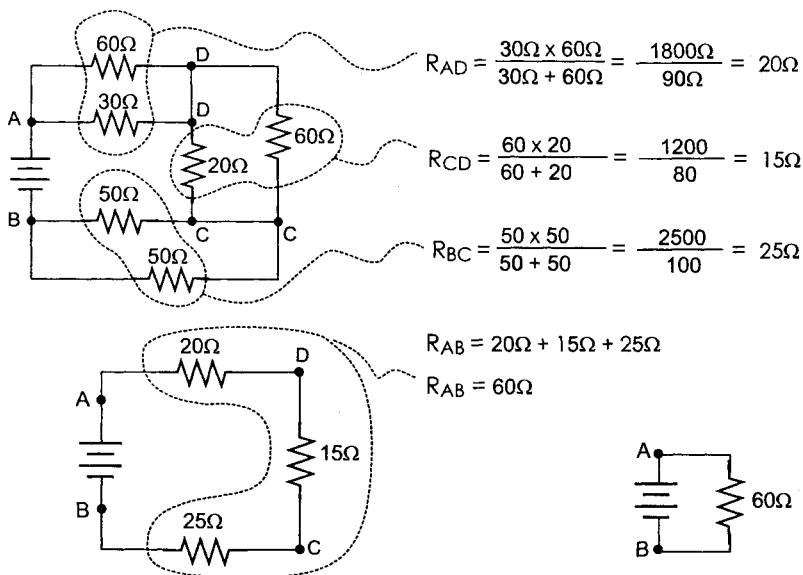 60Ω
D
30Ω
D
A
20Ω
60Ω
50Ω
B
C
C
50Ω
R_AD = (30Ω x 60Ω) / (30Ω + 60Ω) = 1800Ω / 90Ω = 20Ω
R_CD = (60 x 20) / (60 + 20) = 1200 / 80 = 15Ω
R_BC = (50 x 50) / (50 + 50) = 2500 / 100 = 25Ω
20Ω
D
A
15Ω
B
25Ω
C
R_AB = 20Ω + 15Ω + 25Ω
R_AB = 60Ω
A
60Ω
B